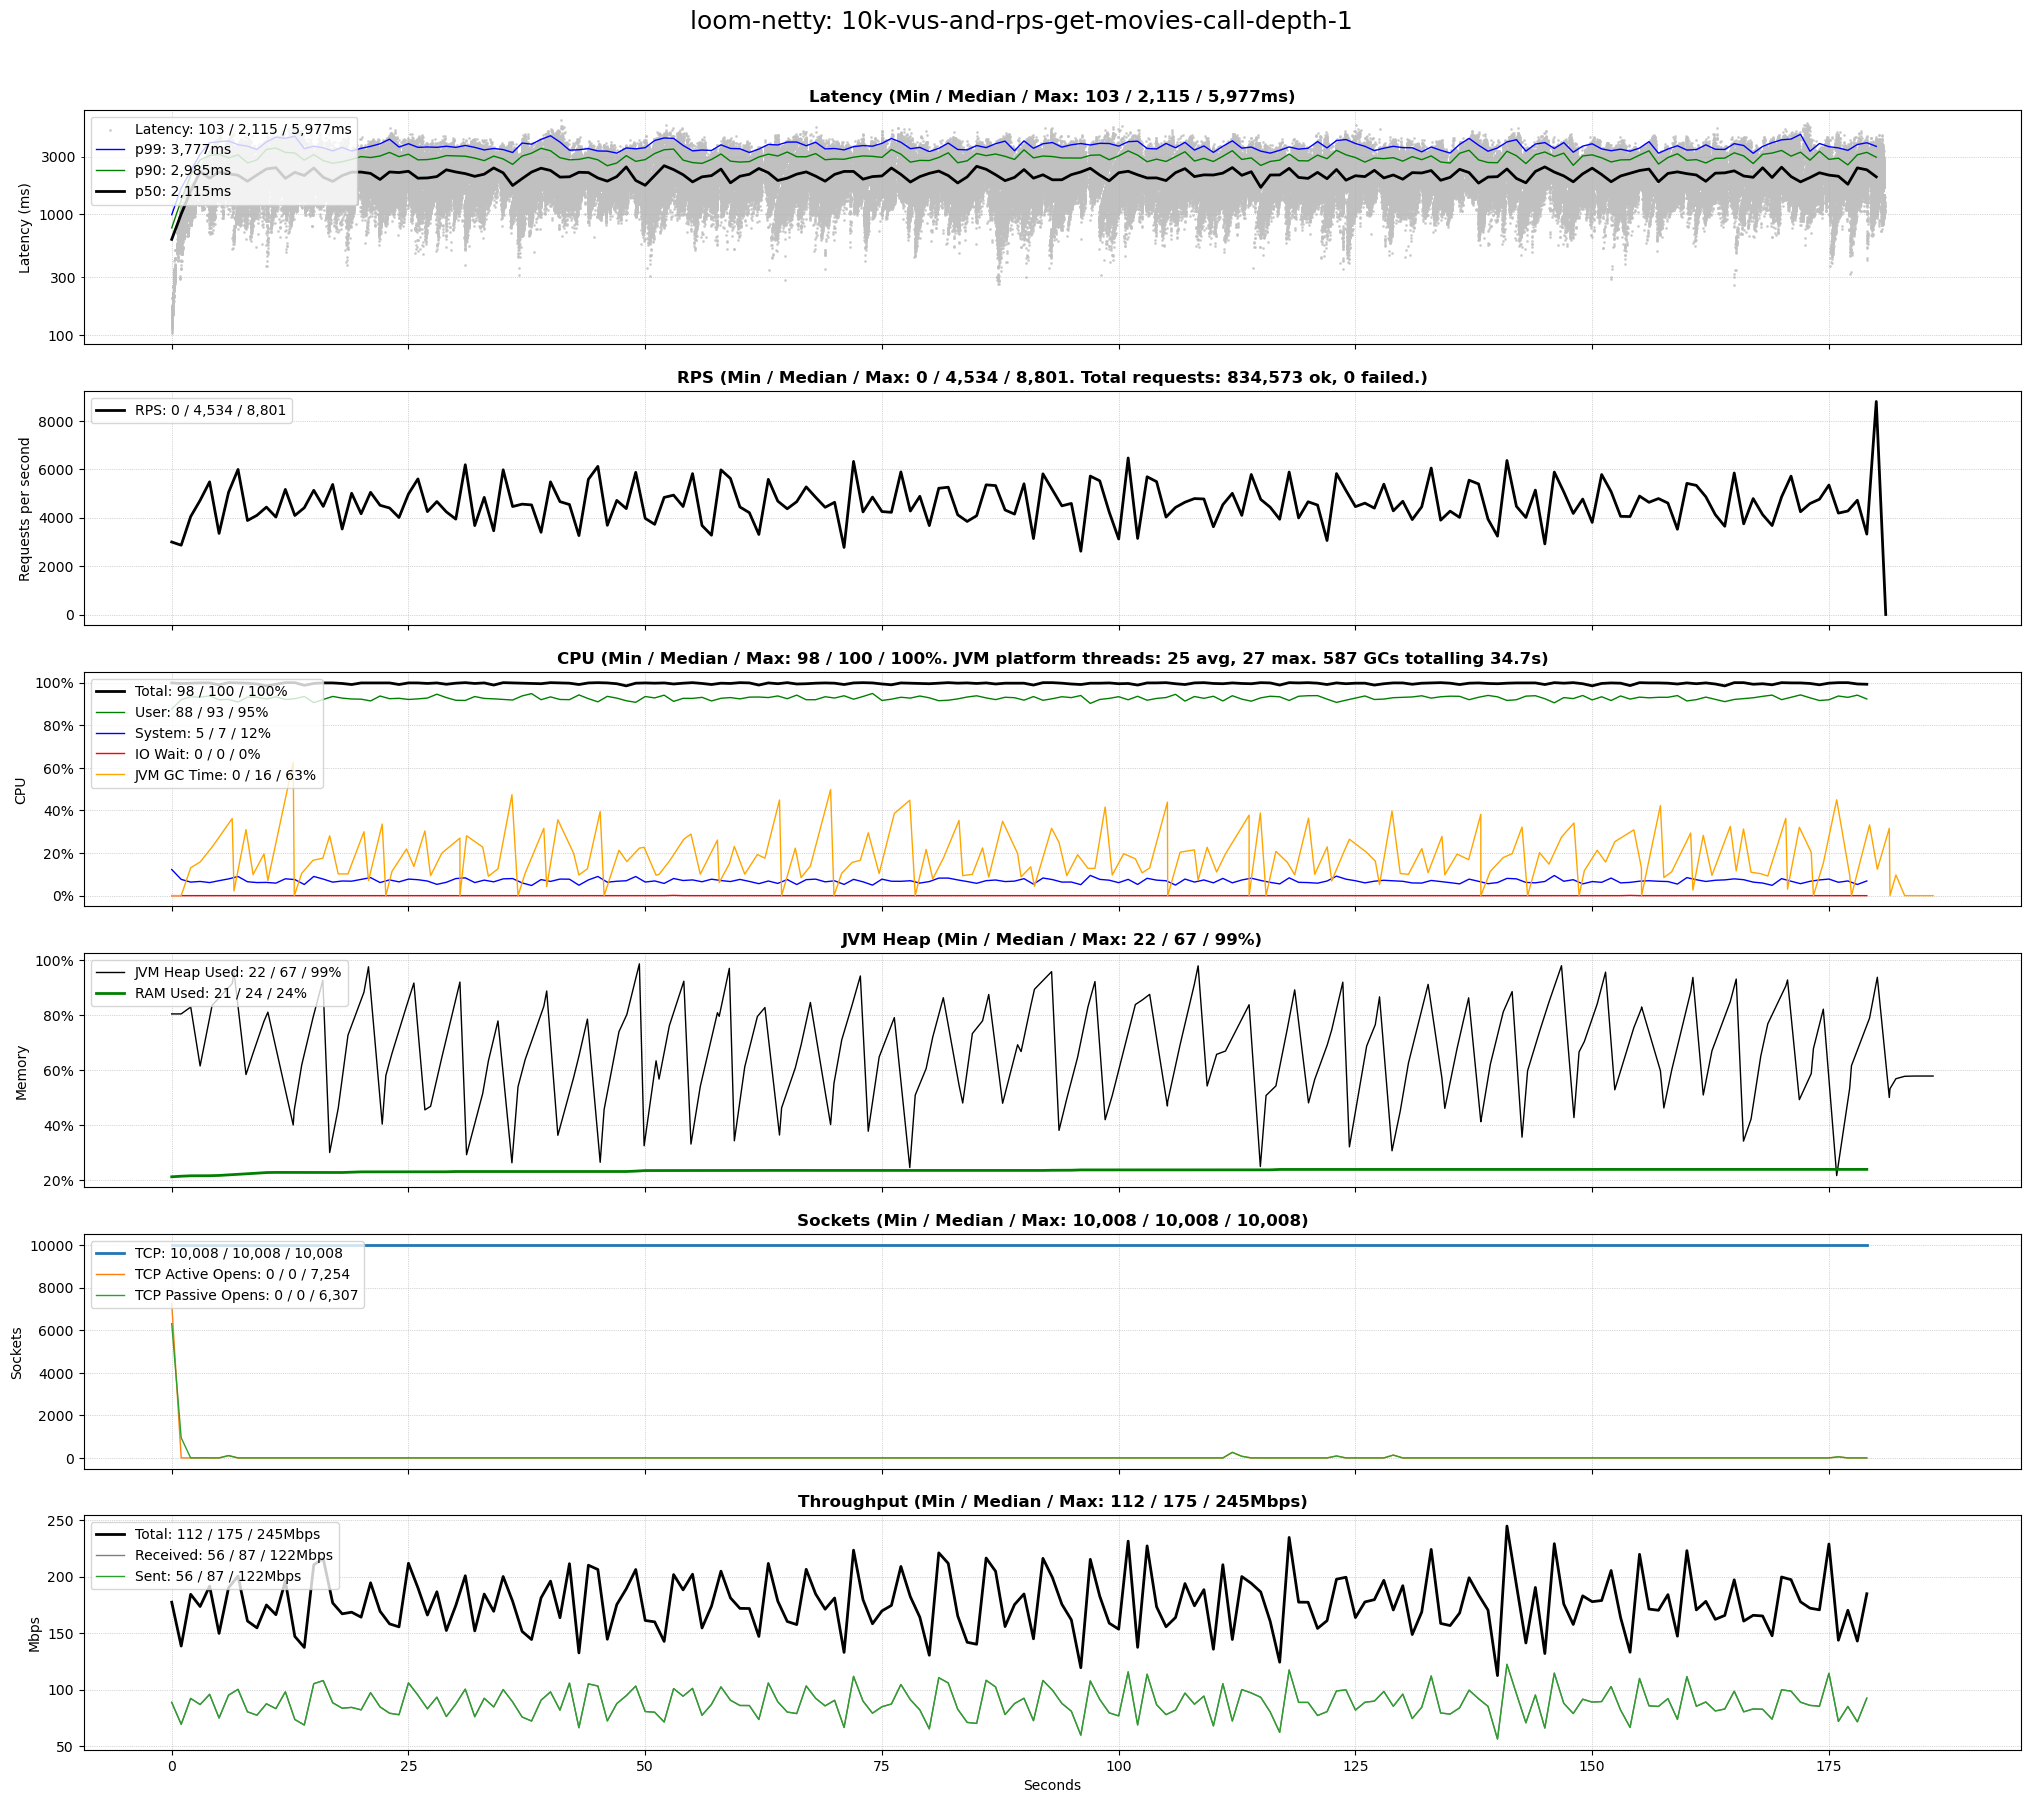 loom-netty: 10k-vus-and-rps-get-movies-call-depth-1
Latency (Min / Median / Max: 103 / 2,115 / 5,977ms)
Latency: 103 / 2,115 / 5,977ms
p99: 3,777ms
p90: 2,985ms
p50: 2,115ms
3000
1000
300
100
Latency (ms)
RPS (Min / Median / Max: 0 / 4,534 / 8,801. Total requests: 834,573 ok, 0 failed.)
RPS: 0 / 4,534 / 8,801
8000
6000
4000
2000
0
Requests per second
CPU (Min / Median / Max: 98 / 100 / 100%. JVM platform threads: 25 avg, 27 max. 587 GCs totalling 34.7s)
Total: 98 / 100 / 100%
User: 88 / 93 / 95%
System: 5 / 7 / 12%
IO Wait: 0 / 0 / 0%
JVM GC Time: 0 / 16 / 63%
100%
80%
60%
40%
20%
0%
CPU
JVM Heap (Min / Median / Max: 22 / 67 / 99%)
JVM Heap Used: 22 / 67 / 99%
RAM Used: 21 / 24 / 24%
100%
80%
60%
40%
20%
Memory
Sockets (Min / Median / Max: 10,008 / 10,008 / 10,008)
TCP: 10,008 / 10,008 / 10,008
TCP Active Opens: 0 / 0 / 7,254
TCP Passive Opens: 0 / 0 / 6,307
10000
8000
6000
4000
2000
0
Sockets
Throughput (Min / Median / Max: 112 / 175 / 245Mbps)
Total: 112 / 175 / 245Mbps
Received: 56 / 87 / 122Mbps
Sent: 56 / 87 / 122Mbps
250
200
150
100
50
Mbps
0 25 50 75 100 125 150 175
Seconds